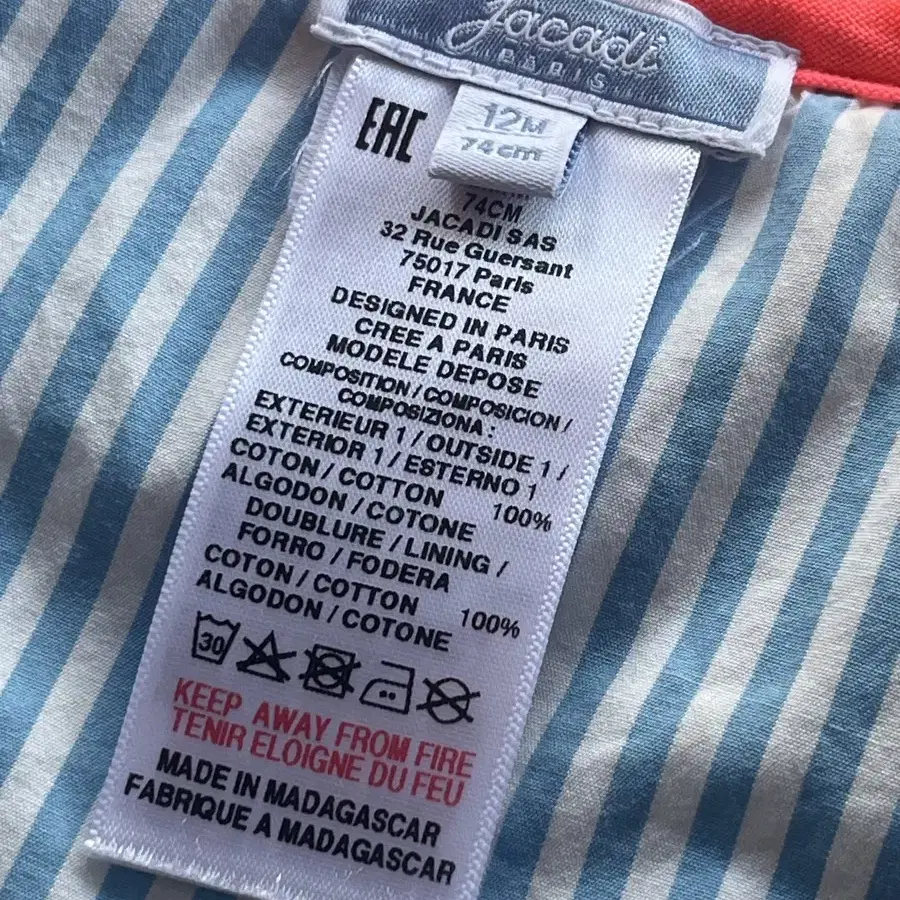 jacadi
PARIS
12M
74cm
EAC
74CM
JACADI SAS
32 Rue Guersant
75017 Paris
FRANCE
DESIGNED IN PARIS
CREE A PARIS
MODELE DEPOSE
COMPOSITION / COMPOSICION /
COMPOSIZIONA :
EXTERIEUR 1 / OUTSIDE 1 /
EXTERIOR 1 / ESTERNO 1
COTON / COTTON
ALGODON / COTONE 100%
DOUBLURE / LINING /
FORRO / FODERA
COTON / COTTON
ALGODON / COTONE 100%
30
KEEP AWAY FROM FIRE
TENIR ELOIGNE DU FEU
MADE IN MADAGASCAR
FABRIQUE A MADAGASCAR